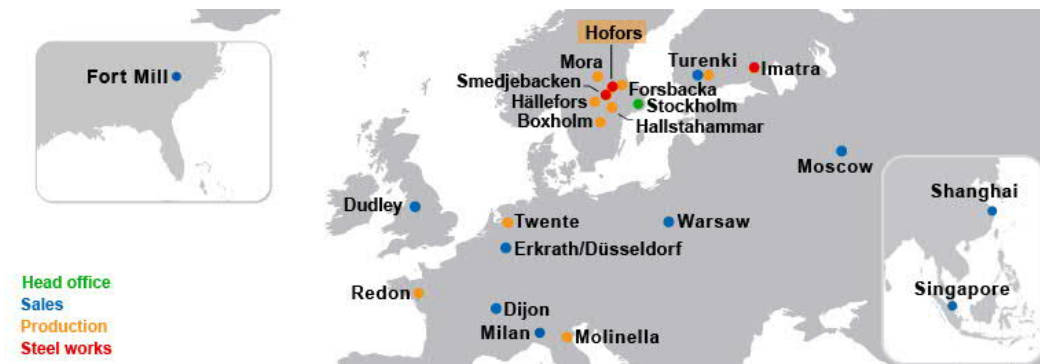 Fort Mill
Hofors
Mora
Turenki
Imatra
Smedjebacken
Forsbacka
Hällefors
Stockholm
Boxholm
Hallstahammar
Moscow
Shanghai
Dudley
Twente
Warsaw
Erkrath/Düsseldorf
Head office
Sales
Production
Steel works
Redon
Dijon
Milan
Molinella
Singapore